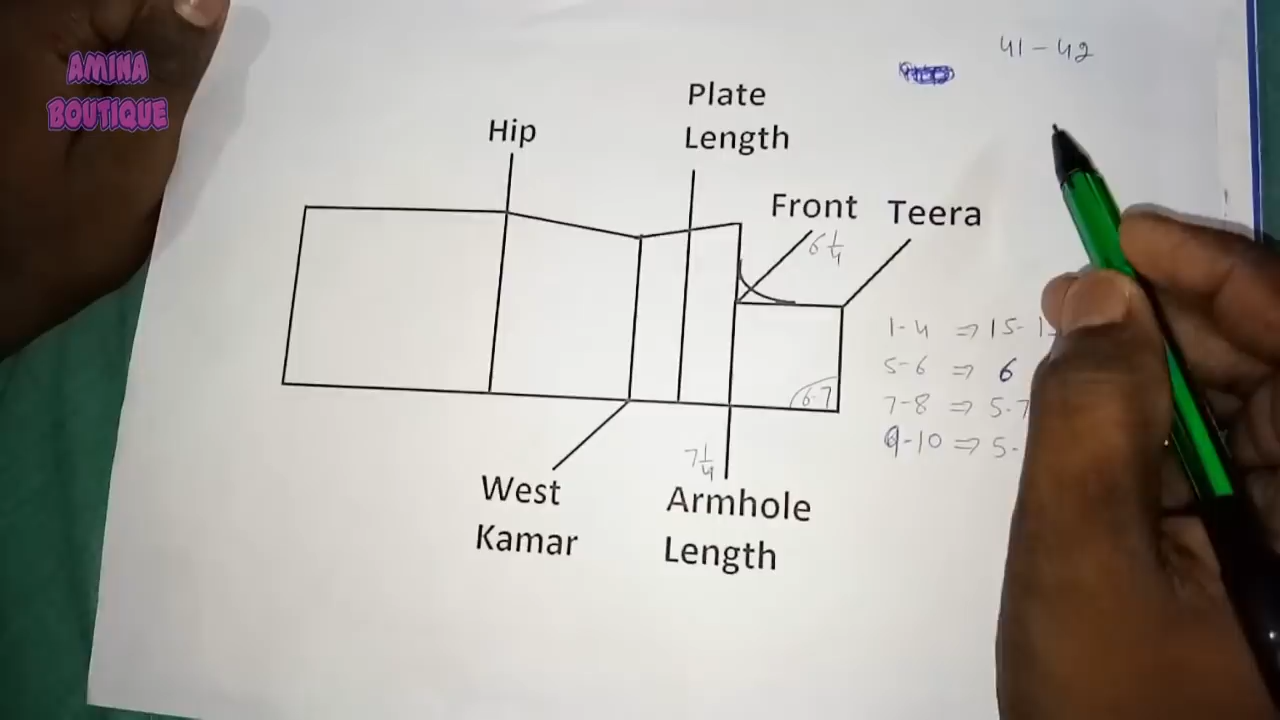 AMINA
BOUTIQUE
41 - 42
Plate
Length
Hip
Front
Teera
6 1/4
1-4 => 15-
5-6 => 6
7-8 => 5.7
9-10 => 5.
6.7
7 1/4
West
Kamar
Armhole
Length